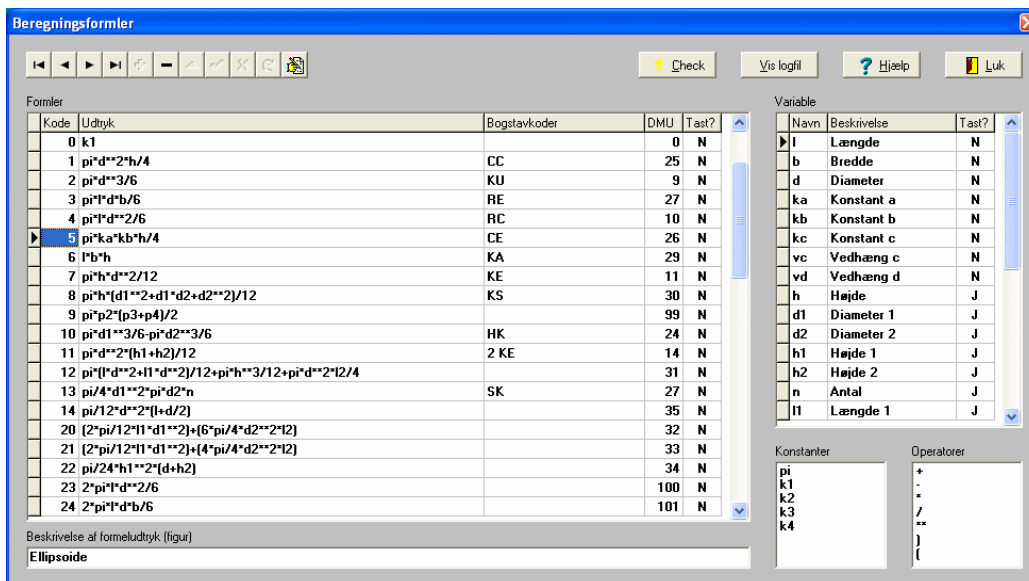 Beregningsformler
Check Vis logfil Hjælp Luk
Formler
Kode Udtryk Bogstavkoder DMU Tast?
0 k1 0 N
1 pi*d**2*h/4 CC 25 N
2 pi*d**3/6 KU 9 N
3 pi*l*d*b/6 RE 27 N
4 pi*l*d**2/6 RC 10 N
5 pi*ka*kb*h/4 CE 26 N
6 l*b*h KA 29 N
7 pi*h*d**2/12 KE 11 N
8 pi*h*(d1**2+d1*d2+d2**2)/12 KS 30 N
9 pi*p2*(p3+p4)/2 99 N
10 pi*d1**3/6-pi*d2**3/6 HK 24 N
11 pi*d**2*(h1+h2)/12 2 KE 14 N
12 pi*(l*d**2+l1*d**2)/12+pi*h**3/12+pi*d**2*l2/4 31 N
13 pi/4*d1**2*pi*d2*n SK 27 N
14 pi/12*d**2*(l+d/2) 35 N
20 (2*pi/12*l1*d1**2)+(6*pi/4*d2**2*l2) 32 N
21 (2*pi/12*l1*d1**2)+(4*pi/4*d2**2*l2) 33 N
22 pi/24*h1**2*(d+h2) 34 N
23 2*pi*l*d**2/6 100 N
24 2*pi*l*d*b/6 101 N
Beskrivelse af formeludtryk (figur)
Ellipsoide
Variable
Navn Beskrivelse Tast?
l Længde N
b Bredde N
d Diameter N
ka Konstant a N
kb Konstant b N
kc Konstant c N
vc Vedhæng c N
vd Vedhæng d N
h Højde J
d1 Diameter 1 J
d2 Diameter 2 J
h1 Højde 1 J
h2 Højde 2 J
n Antal J
l1 Længde 1 J
Konstanter
pi
k1
k2
k3
k4
Operatorer
+
-
*
/
**
)
(